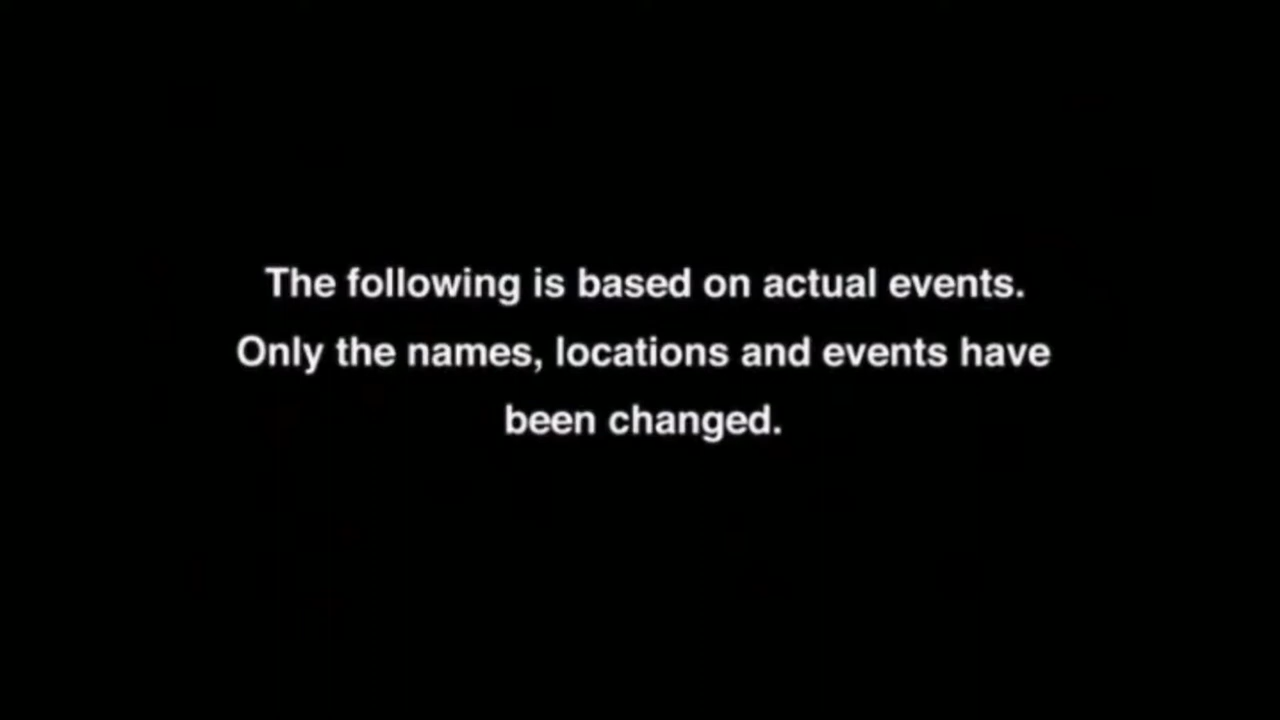 The following is based on actual events.
Only the names, locations and events have
been changed.